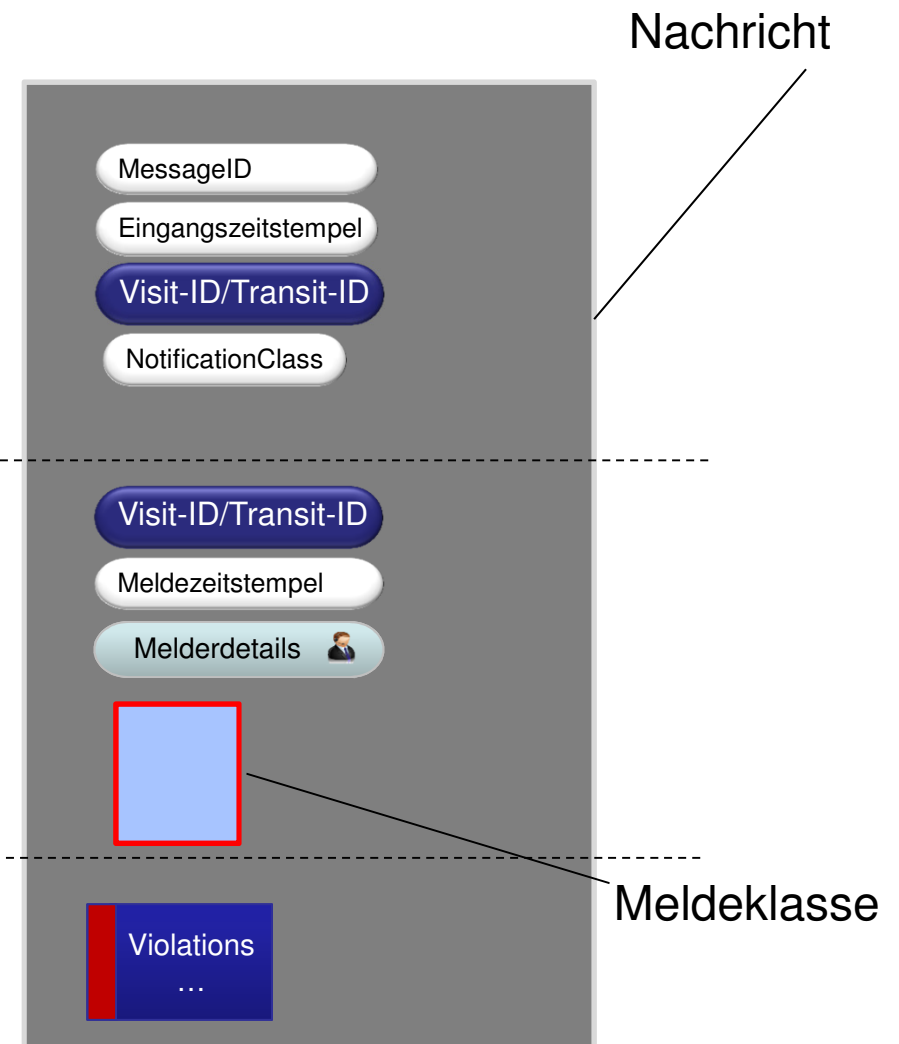 Nachricht
MessageID
Eingangszeitstempel
Visit-ID/Transit-ID
NotificationClass
Visit-ID/Transit-ID
Meldezeitstempel
Melderdetails
Meldeklasse
Violations
…